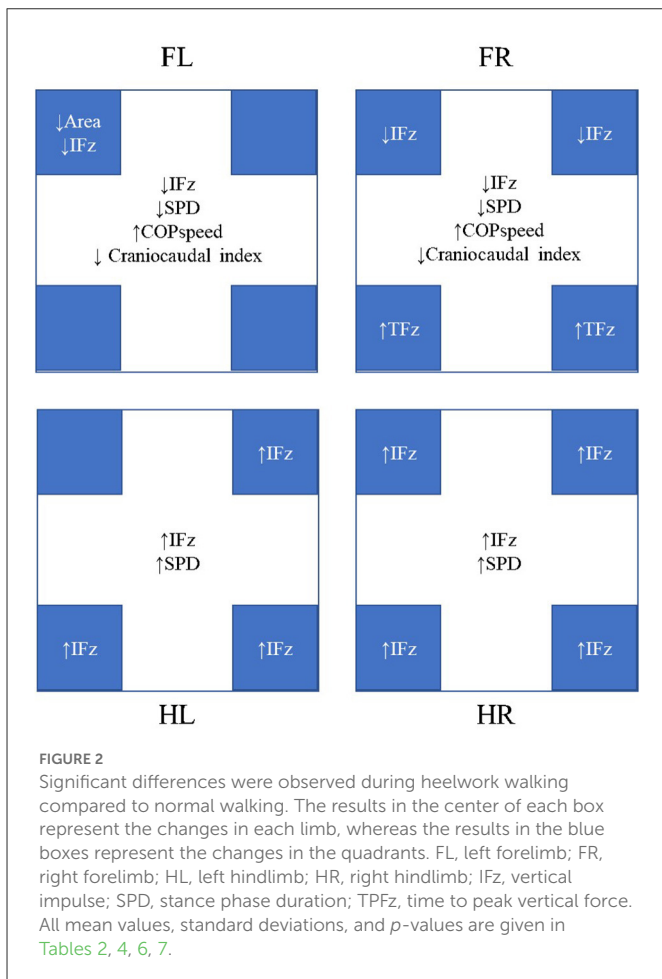 FL FR
↓Area
↓IFz
↓IFz ↓IFz
↓IFz
↓SPD
↑COPspeed
↓ Craniocaudal index
↓IFz
↓SPD
↑COPspeed
↓Craniocaudal index
↑TFz ↑TFz
↑IFz
↑IFz
↑SPD
↑IFz ↑IFz
↑IFz ↑IFz
↑IFz
↑SPD
↑IFz ↑IFz
HL HR
FIGURE 2
Significant differences were observed during heelwork walking
compared to normal walking. The results in the center of each box
represent the changes in each limb, whereas the results in the blue
boxes represent the changes in the quadrants. FL, left forelimb; FR,
right forelimb; HL, left hindlimb; HR, right hindlimb; IFz, vertical
impulse; SPD, stance phase duration; TPFz, time to peak vertical force.
All mean values, standard deviations, and p-values are given in
Tables 2, 4, 6, 7.